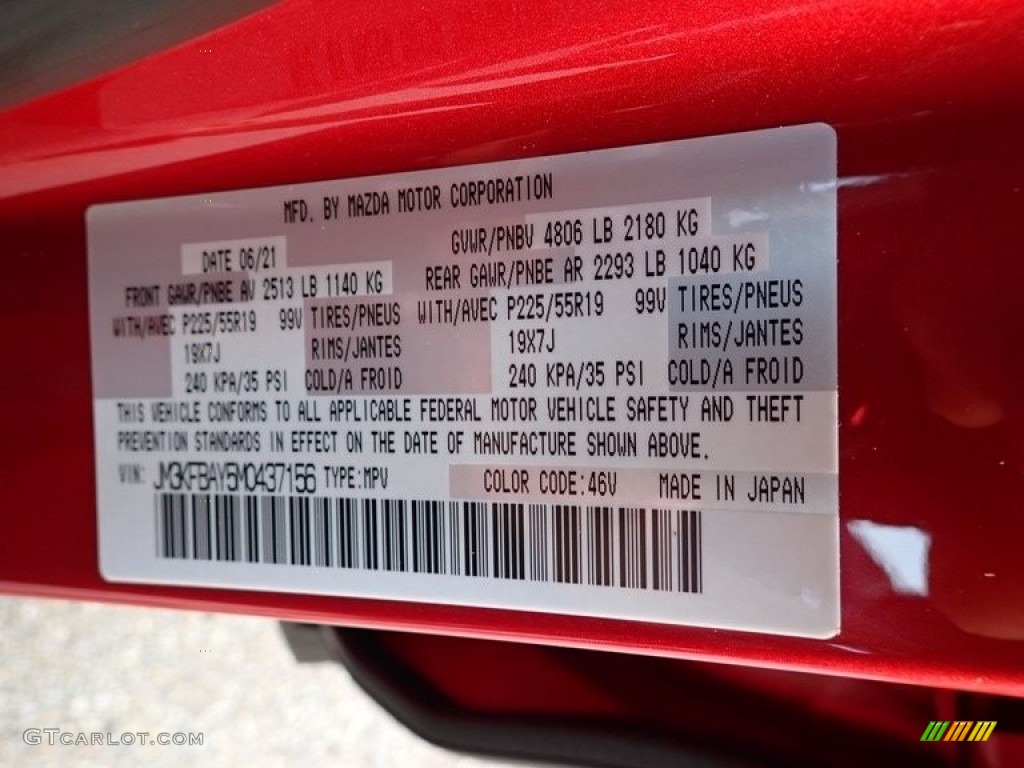 MFD. BY MAZDA MOTOR CORPORATION
DATE 06/21 GVWR/PNBV 4806 LB 2180 KG
FRONT GAWR/PNBE AV 2513 LB 1140 KG REAR GAWR/PNBE AR 2293 LB 1040 KG
WITH/AVEC P225/55R19 99V TIRES/PNEUS WITH/AVEC P225/55R19 99V TIRES/PNEUS
19X7J RIMS/JANTES 19X7J RIMS/JANTES
240 KPA/35 PSI COLD/A FROID 240 KPA/35 PSI COLD/A FROID
THIS VEHICLE CONFORMS TO ALL APPLICABLE FEDERAL MOTOR VEHICLE SAFETY AND THEFT
PREVENTION STANDARDS IN EFFECT ON THE DATE OF MANUFACTURE SHOWN ABOVE.
VIN: JM3KFBAY5M0437156 TYPE:MPV COLOR CODE:46V MADE IN JAPAN
GTCARLOT.COM